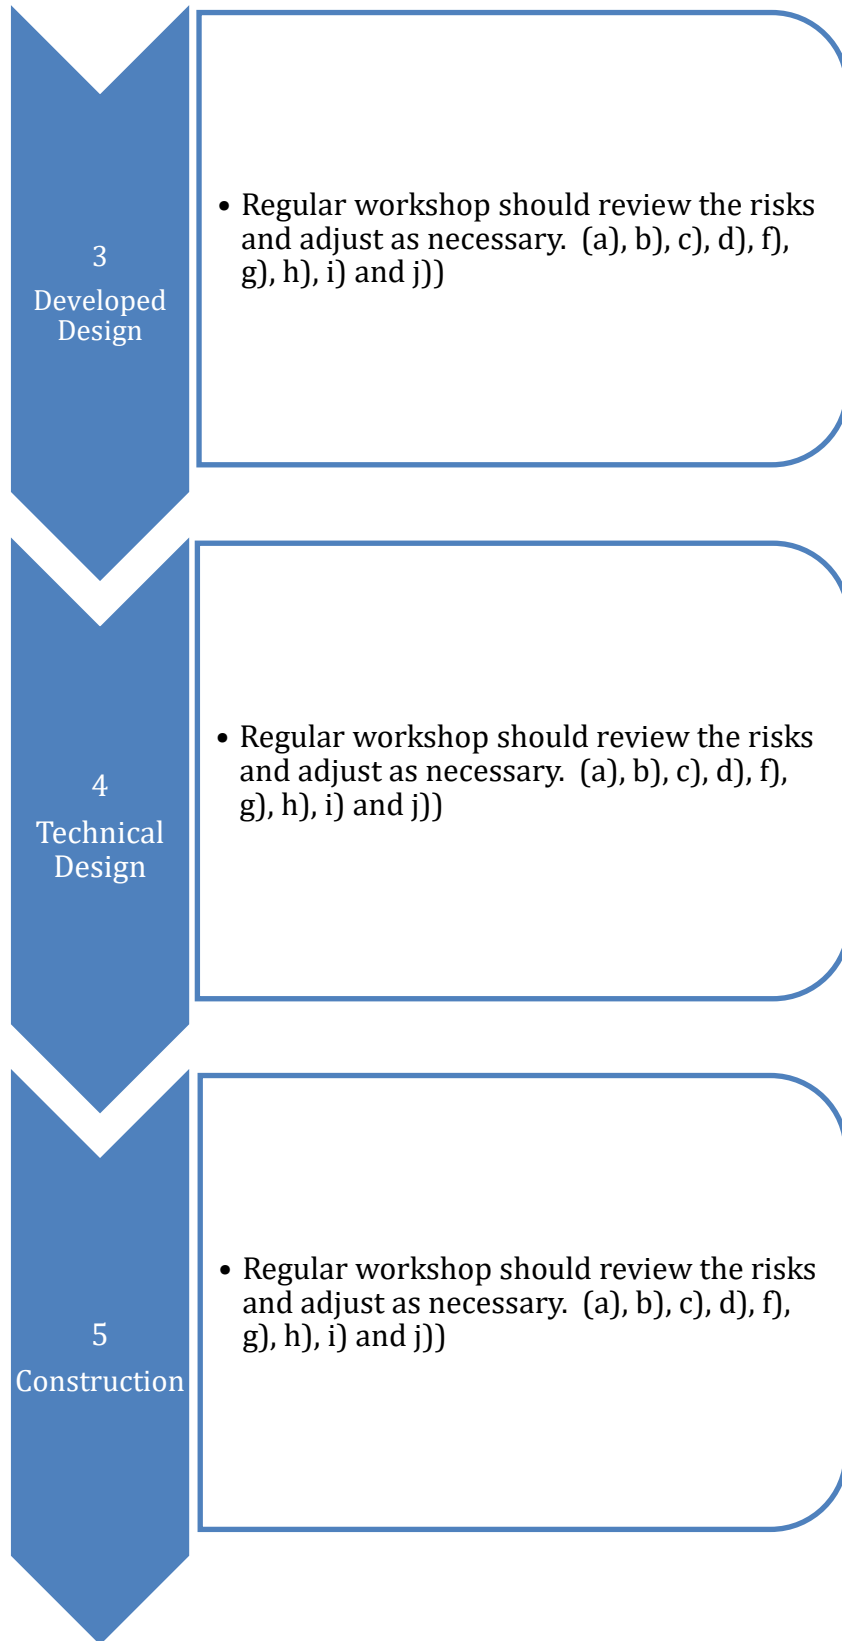 3
Developed
Design
• Regular workshop should review the risks
and adjust as necessary.  (a), b), c), d), f),
g), h), i) and j))
4
Technical
Design
• Regular workshop should review the risks
and adjust as necessary.  (a), b), c), d), f),
g), h), i) and j))
5
Construction
• Regular workshop should review the risks
and adjust as necessary.  (a), b), c), d), f),
g), h), i) and j))